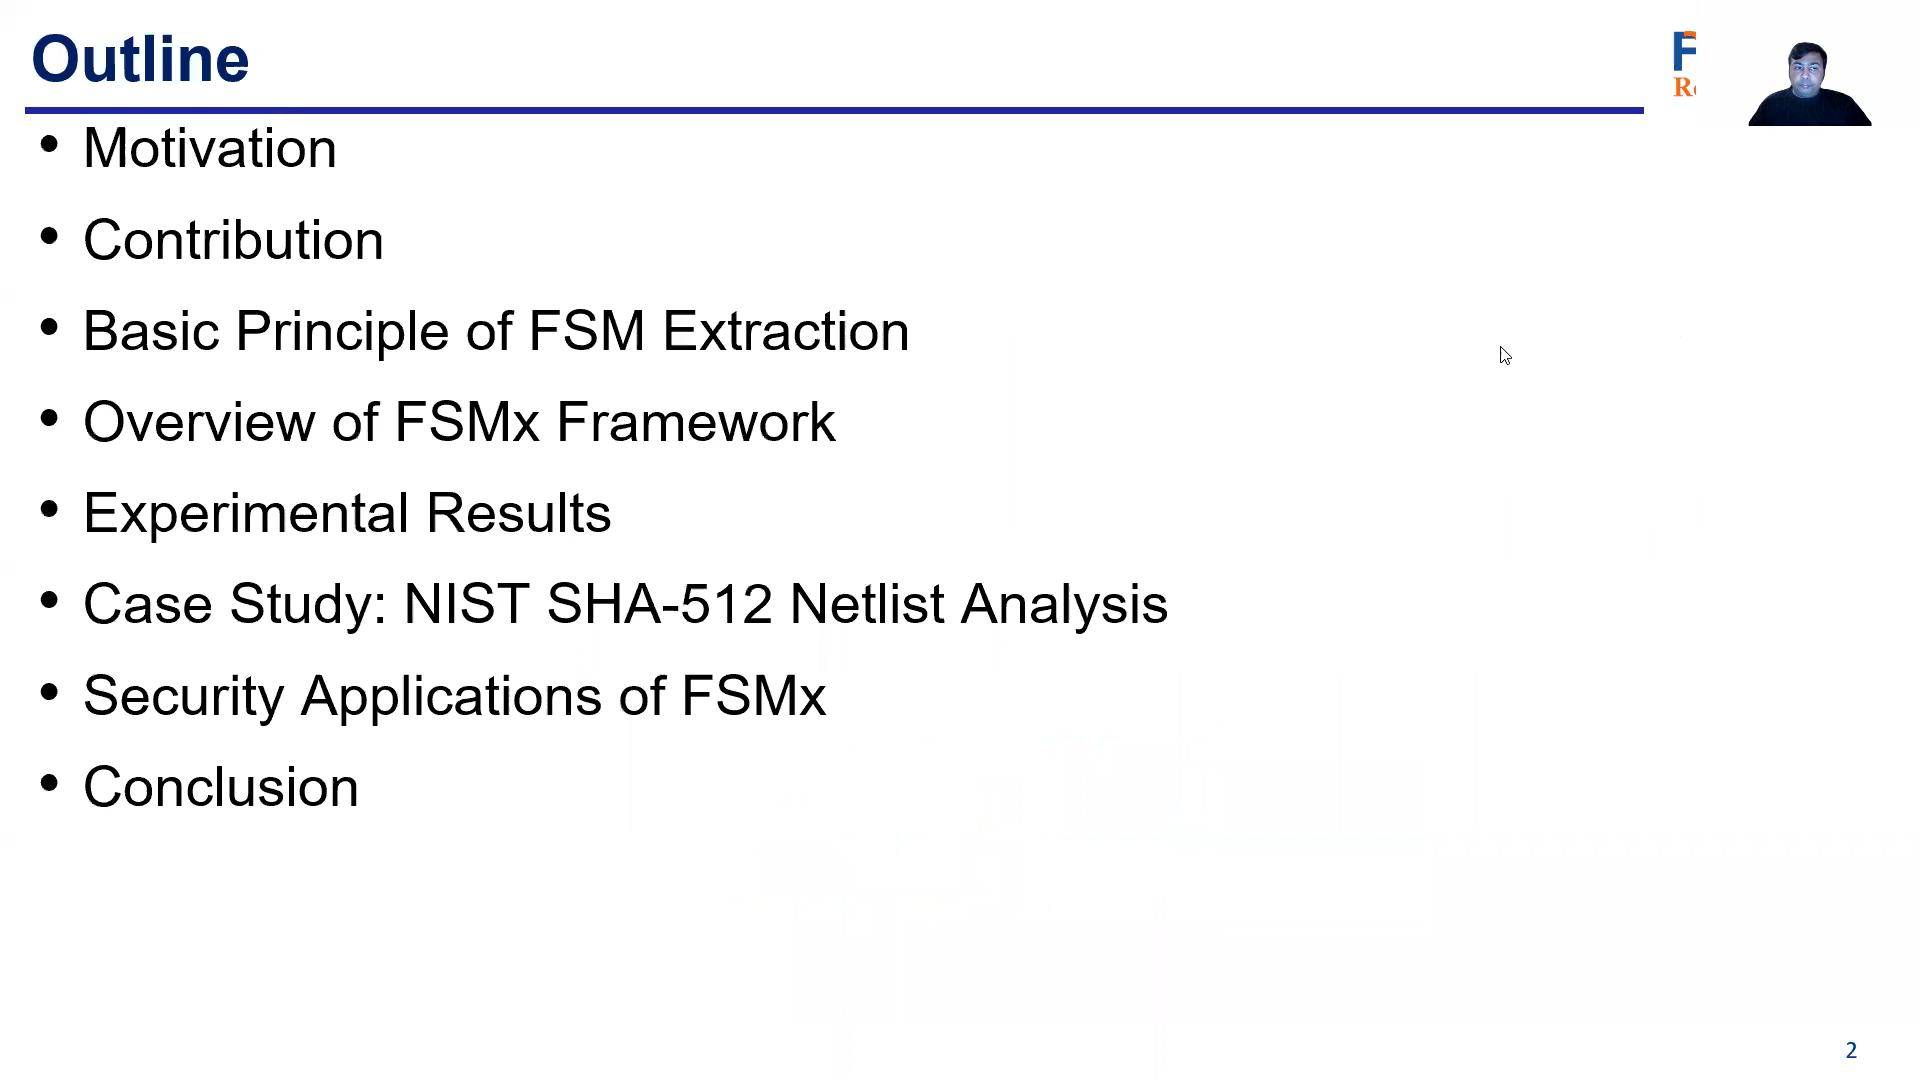 Outline
• Motivation
• Contribution
• Basic Principle of FSM Extraction
• Overview of FSMx Framework
• Experimental Results
• Case Study: NIST SHA-512 Netlist Analysis
• Security Applications of FSMx
• Conclusion
2